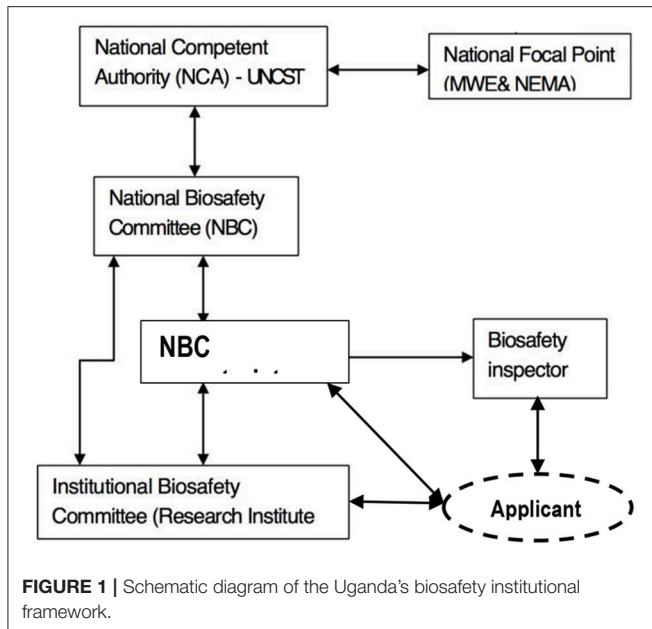 National Competent
Authority (NCA) - UNCST
National Focal Point
(MWE& NEMA)
National Biosafety
Committee (NBC)
NBC
Biosafety
inspector
Institutional Biosafety
Committee (Research Institute
Applicant
FIGURE 1 | Schematic diagram of the Uganda's biosafety institutional
framework.